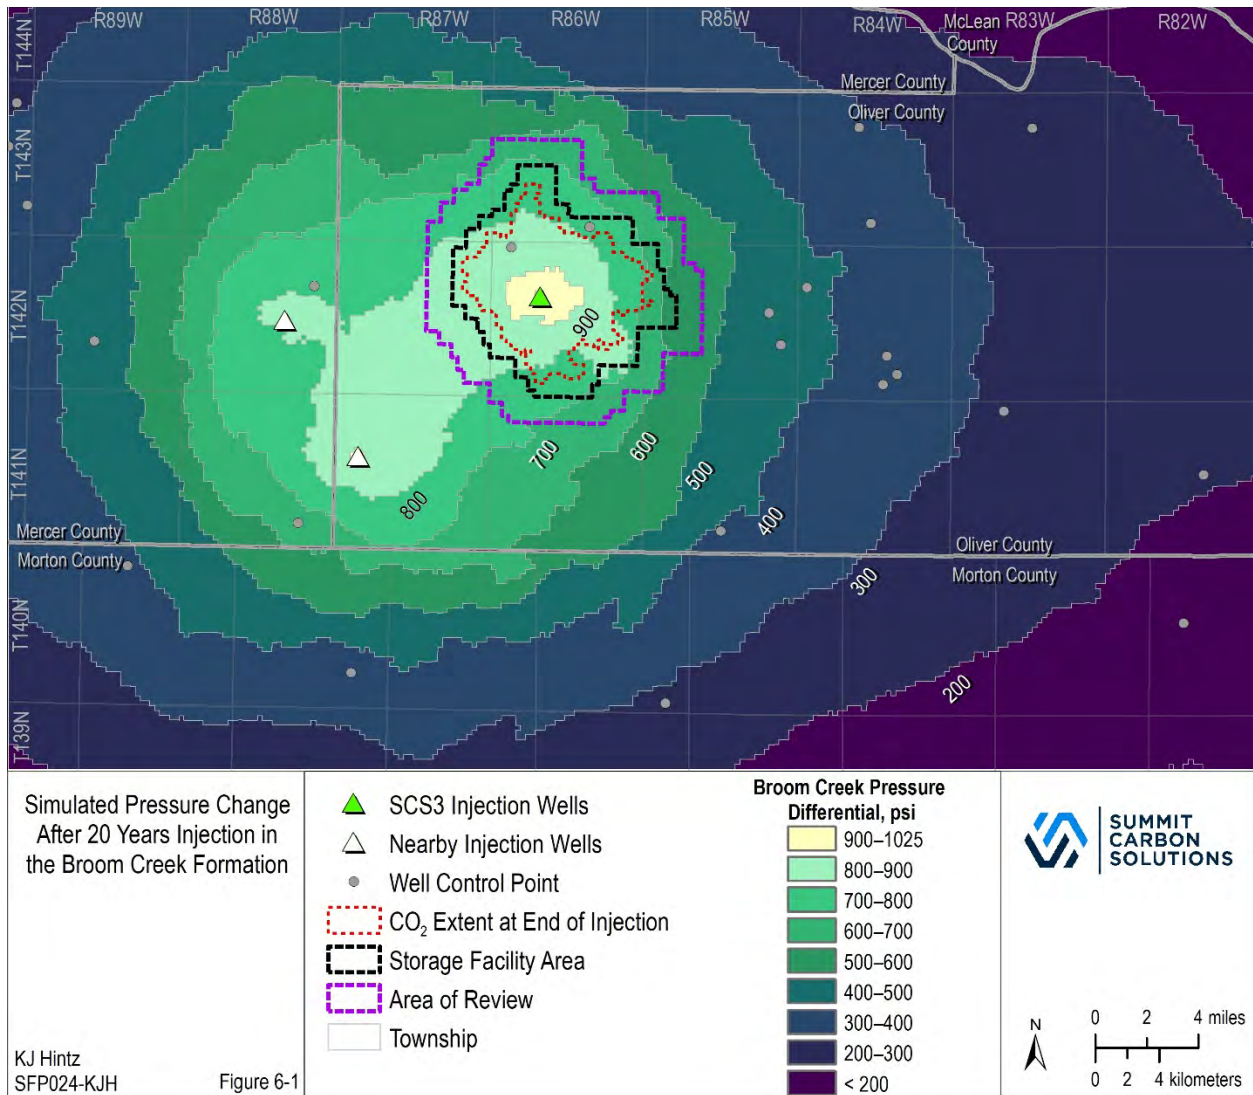 R89W
R88W
R87W
R86W
R85W
R84W
McLean
County
R83W
R82W
T144N
Mercer County
Oliver County
T143N
T142N
900
T141N
800
700
600
500
400
300
200
Mercer County
Morton County
Oliver County
Morton County
T140N
T139N
Simulated Pressure Change
After 20 Years Injection in
the Broom Creek Formation
KJ Hintz
SFP024-KJH
Figure 6-1
SCS3 Injection Wells
Nearby Injection Wells
Well Control Point
CO₂ Extent at End of Injection
Storage Facility Area
Area of Review
Township
Broom Creek Pressure
Differential, psi
900–1025
800–900
700–800
600–700
500–600
400–500
300–400
200–300
< 200
SUMMIT
CARBON
SOLUTIONS
N
0 2 4 miles
0 2 4 kilometers